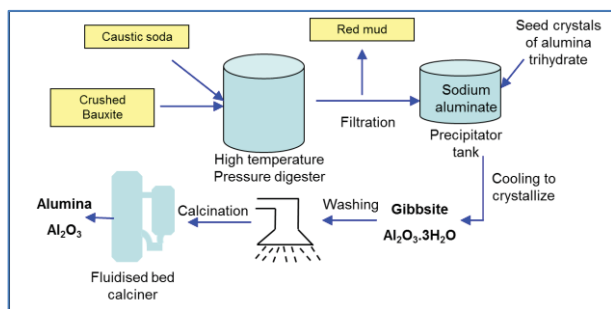 Caustic soda
Red mud
Seed crystals
of alumina
trihydrate
Crushed
Bauxite
Sodium
aluminate
Filtration
High temperature
Pressure digester
Precipitator
tank
Cooling to
crystallize
Alumina
Al₂O₃
Calcination
Washing
Gibbsite
Al₂O₃.3H₂O
Fluidised bed
calciner